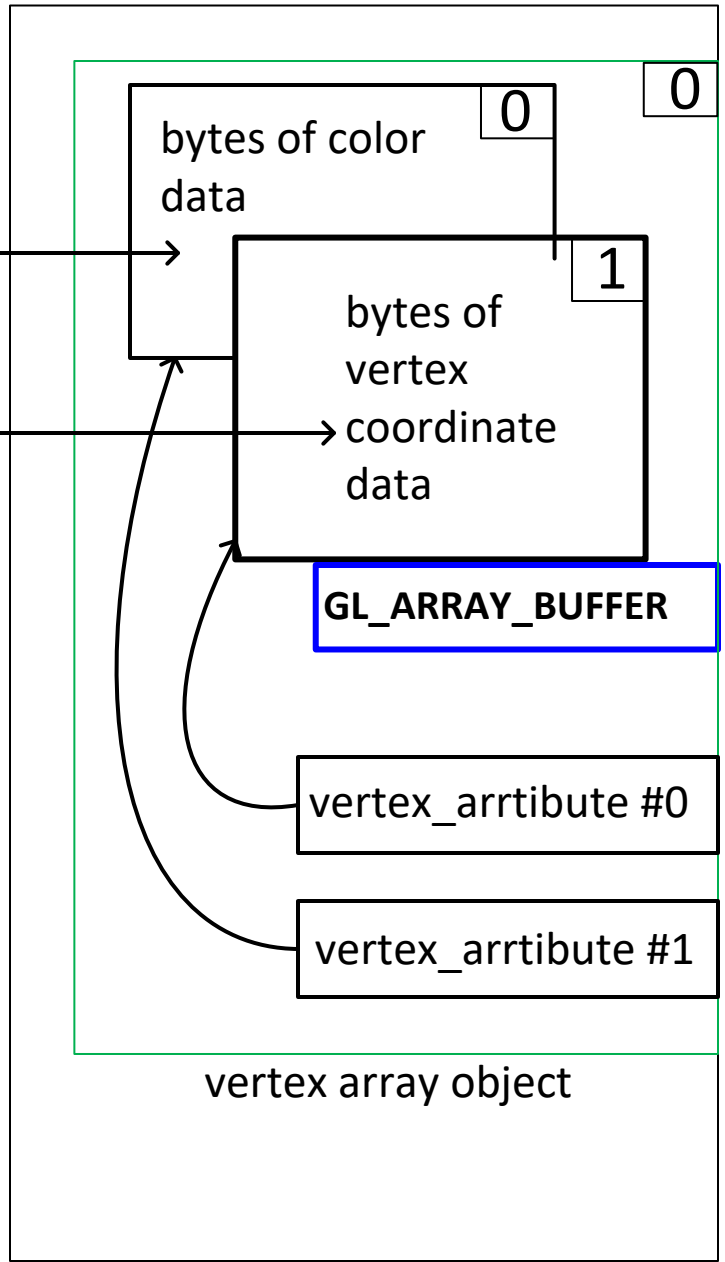 0
0
bytes of color
data
1
bytes of
vertex
coordinate
data
GL_ARRAY_BUFFER
vertex_arrtibute #0
vertex_arrtibute #1
vertex array object